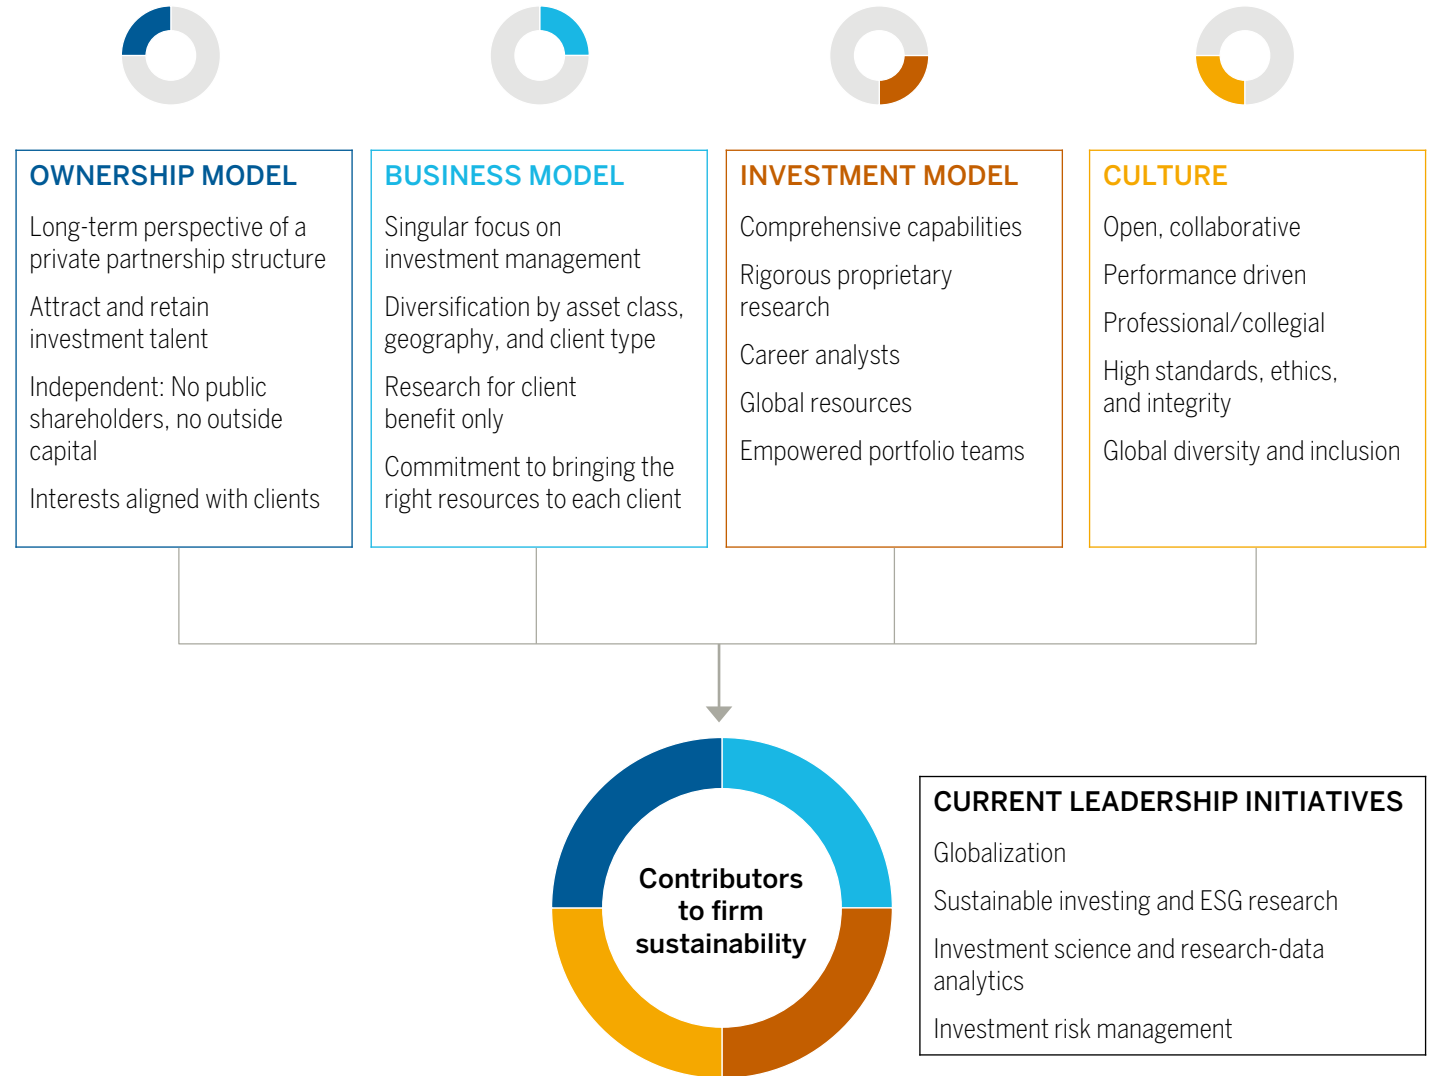 OWNERSHIP MODEL
Long-term perspective of a
private partnership structure
Attract and retain
investment talent
Independent: No public
shareholders, no outside
capital
Interests aligned with clients
BUSINESS MODEL
Singular focus on
investment management
Diversification by asset class,
geography, and client type
Research for client
benefit only
Commitment to bringing the
right resources to each client
INVESTMENT MODEL
Comprehensive capabilities
Rigorous proprietary
research
Career analysts
Global resources
Empowered portfolio teams
CULTURE
Open, collaborative
Performance driven
Professional/collegial
High standards, ethics,
and integrity
Global diversity and inclusion
Contributors
to firm
sustainability
CURRENT LEADERSHIP INITIATIVES
Globalization
Sustainable investing and ESG research
Investment science and research-data
analytics
Investment risk management